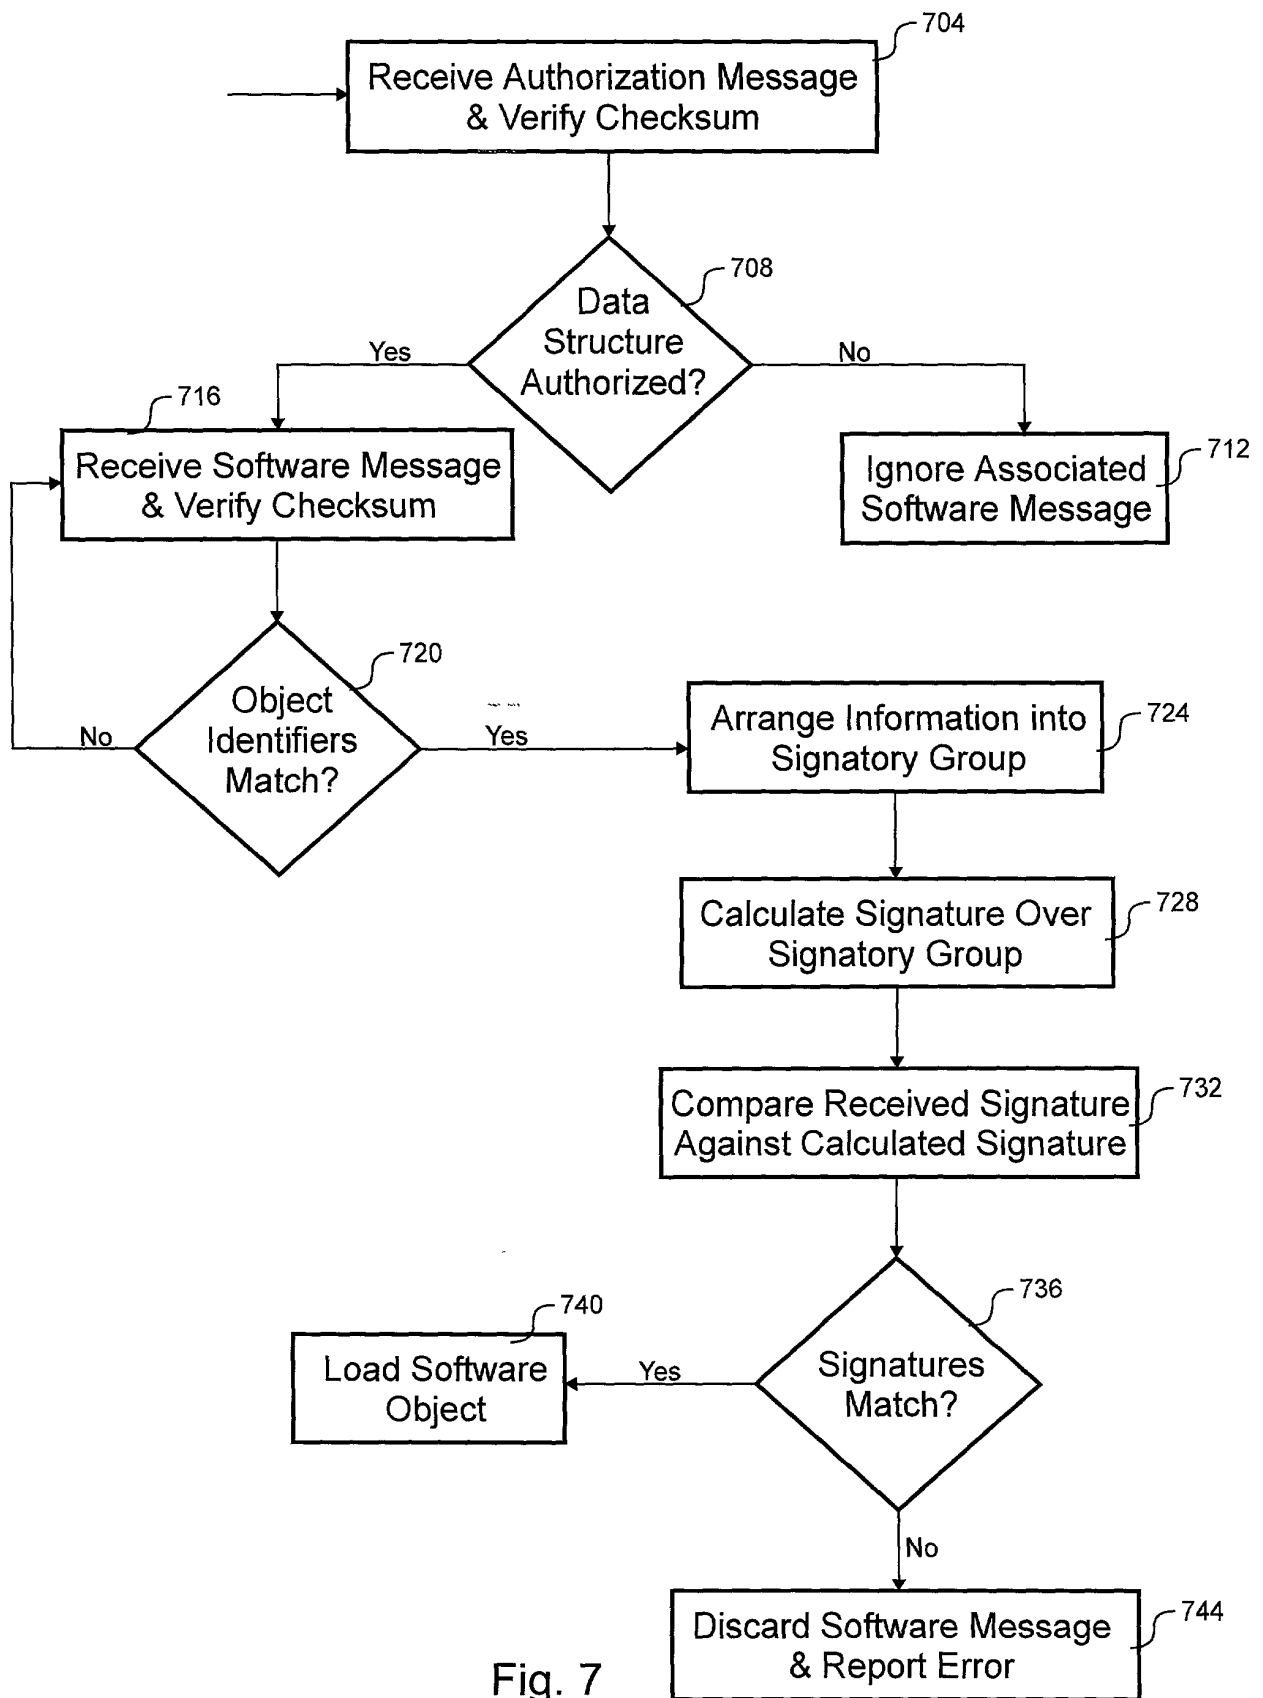 704
Receive Authorization Message
& Verify Checksum
708
Data
Structure
Authorized?
Yes
No
716
Receive Software Message
& Verify Checksum
712
Ignore Associated
Software Message
720
Object
Identifiers
Match?
No
Yes
724
Arrange Information into
Signatory Group
728
Calculate Signature Over
Signatory Group
732
Compare Received Signature
Against Calculated Signature
736
Signatures
Match?
740
Load Software
Object
Yes
No
744
Discard Software Message
& Report Error
Fig. 7